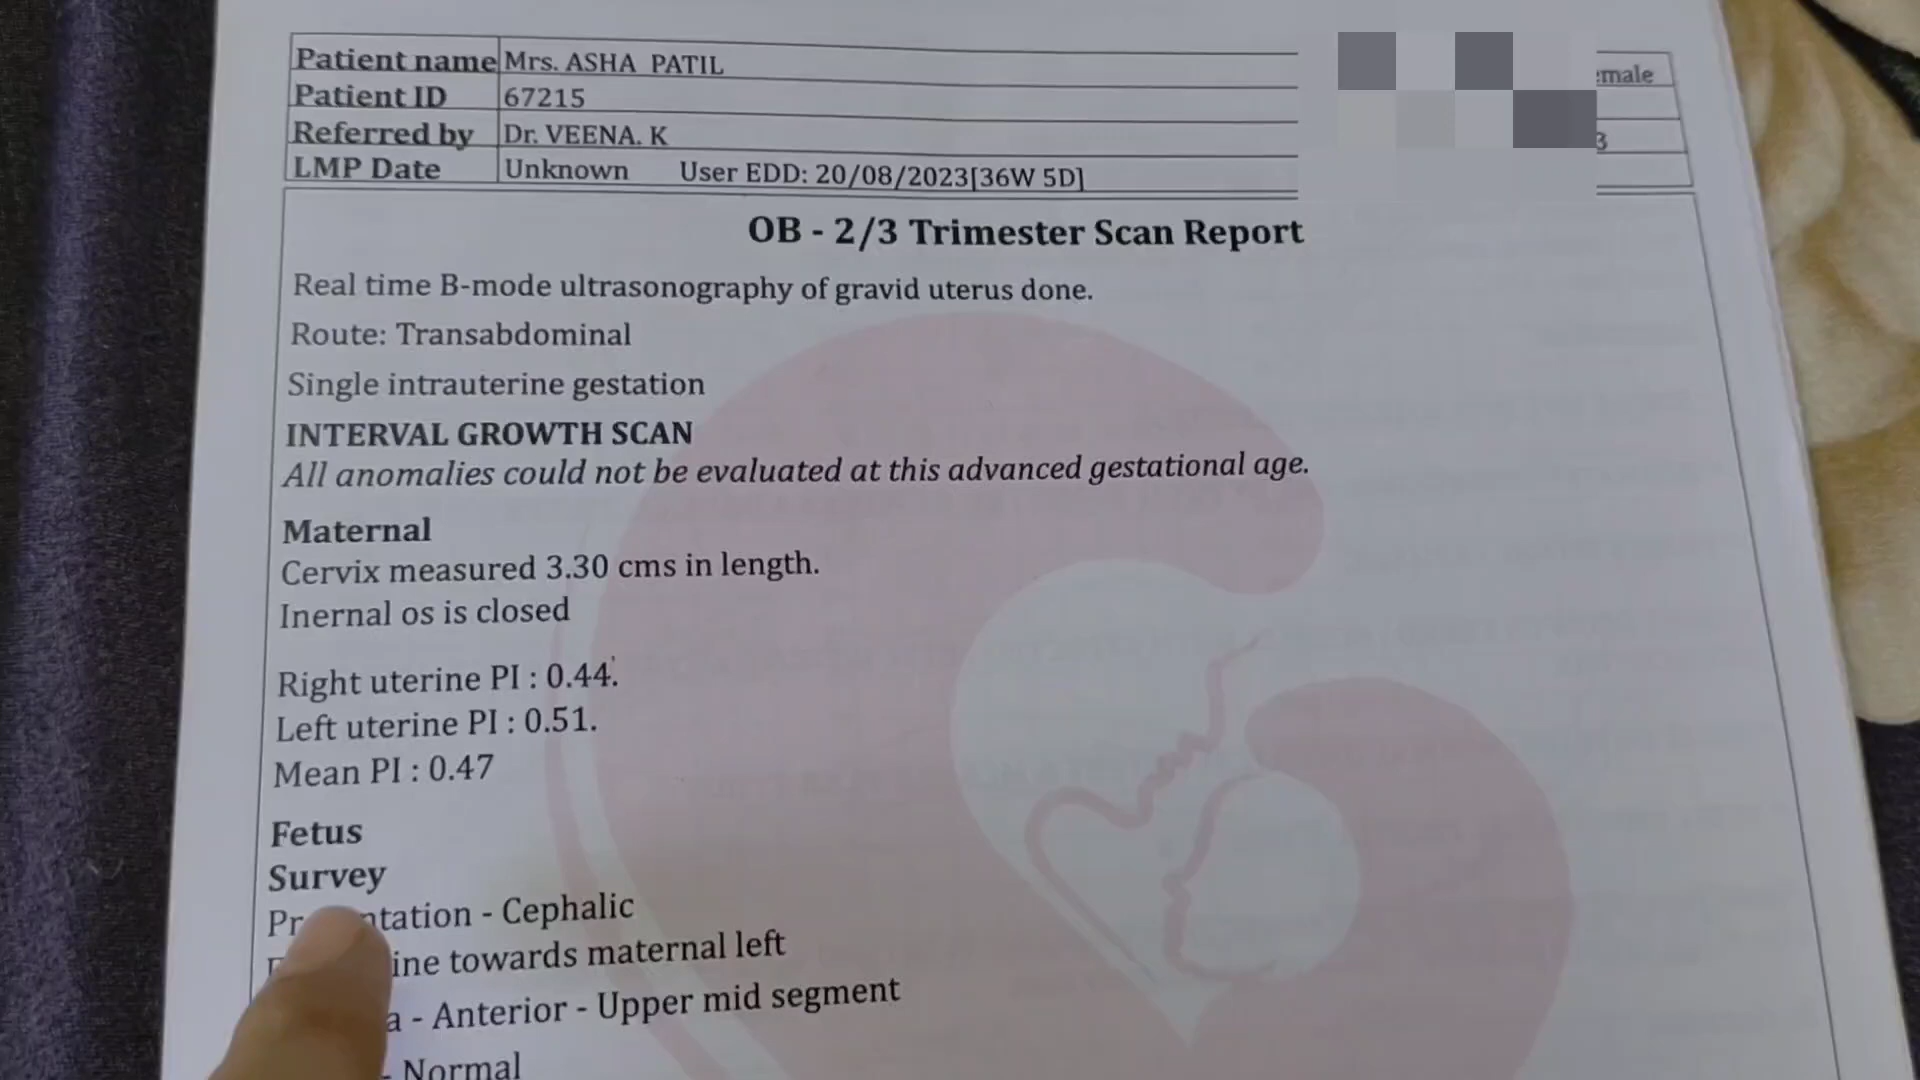 Patient name Mrs. ASHA PATIL
Patient ID 67215
Referred by Dr. VEENA. K
LMP Date Unknown User EDD: 20/08/2023[36W 5D]
OB - 2/3 Trimester Scan Report
Real time B-mode ultrasonography of gravid uterus done.
Route: Transabdominal
Single intrauterine gestation
INTERVAL GROWTH SCAN
All anomalies could not be evaluated at this advanced gestational age.
Maternal
Cervix measured 3.30 cms in length.
Inernal os is closed
Right uterine PI : 0.44.
Left uterine PI : 0.51.
Mean PI : 0.47
Fetus
Survey
- Cephalic
towards maternal left
- Anterior - Upper mid segment
- Normal